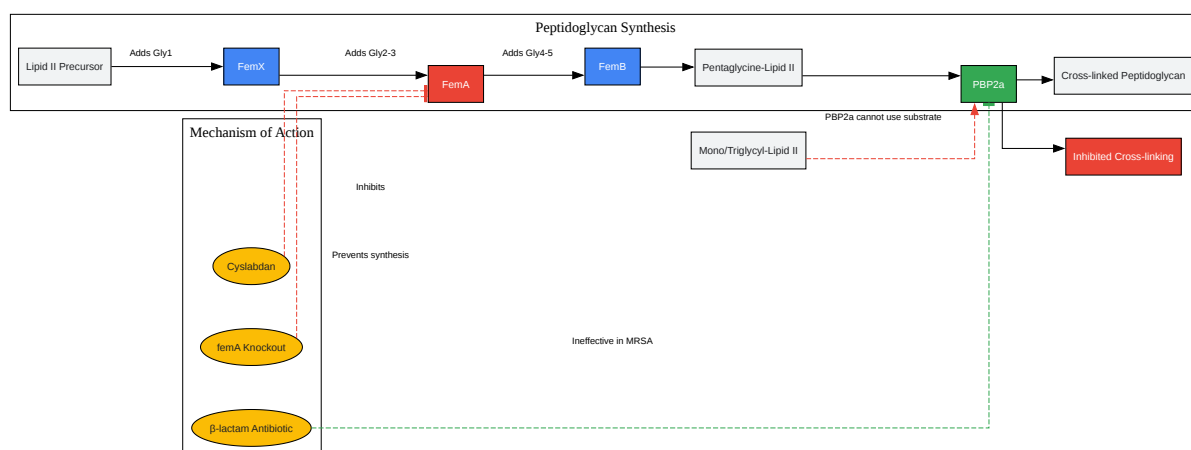 Peptidoglycan Synthesis
Lipid II Precursor
Adds Gly1
FemX
Adds Gly2-3
FemA
Adds Gly4-5
FemB
Pentaglycine-Lipid II
PBP2a
Cross-linked Peptidoglycan
PBP2a cannot use substrate
Mechanism of Action
Mono/Triglycyl-Lipid II
Inhibited Cross-linking
Inhibits
Prevents synthesis
Cyslabdan
Ineffective in MRSA
femA Knockout
β-lactam Antibiotic